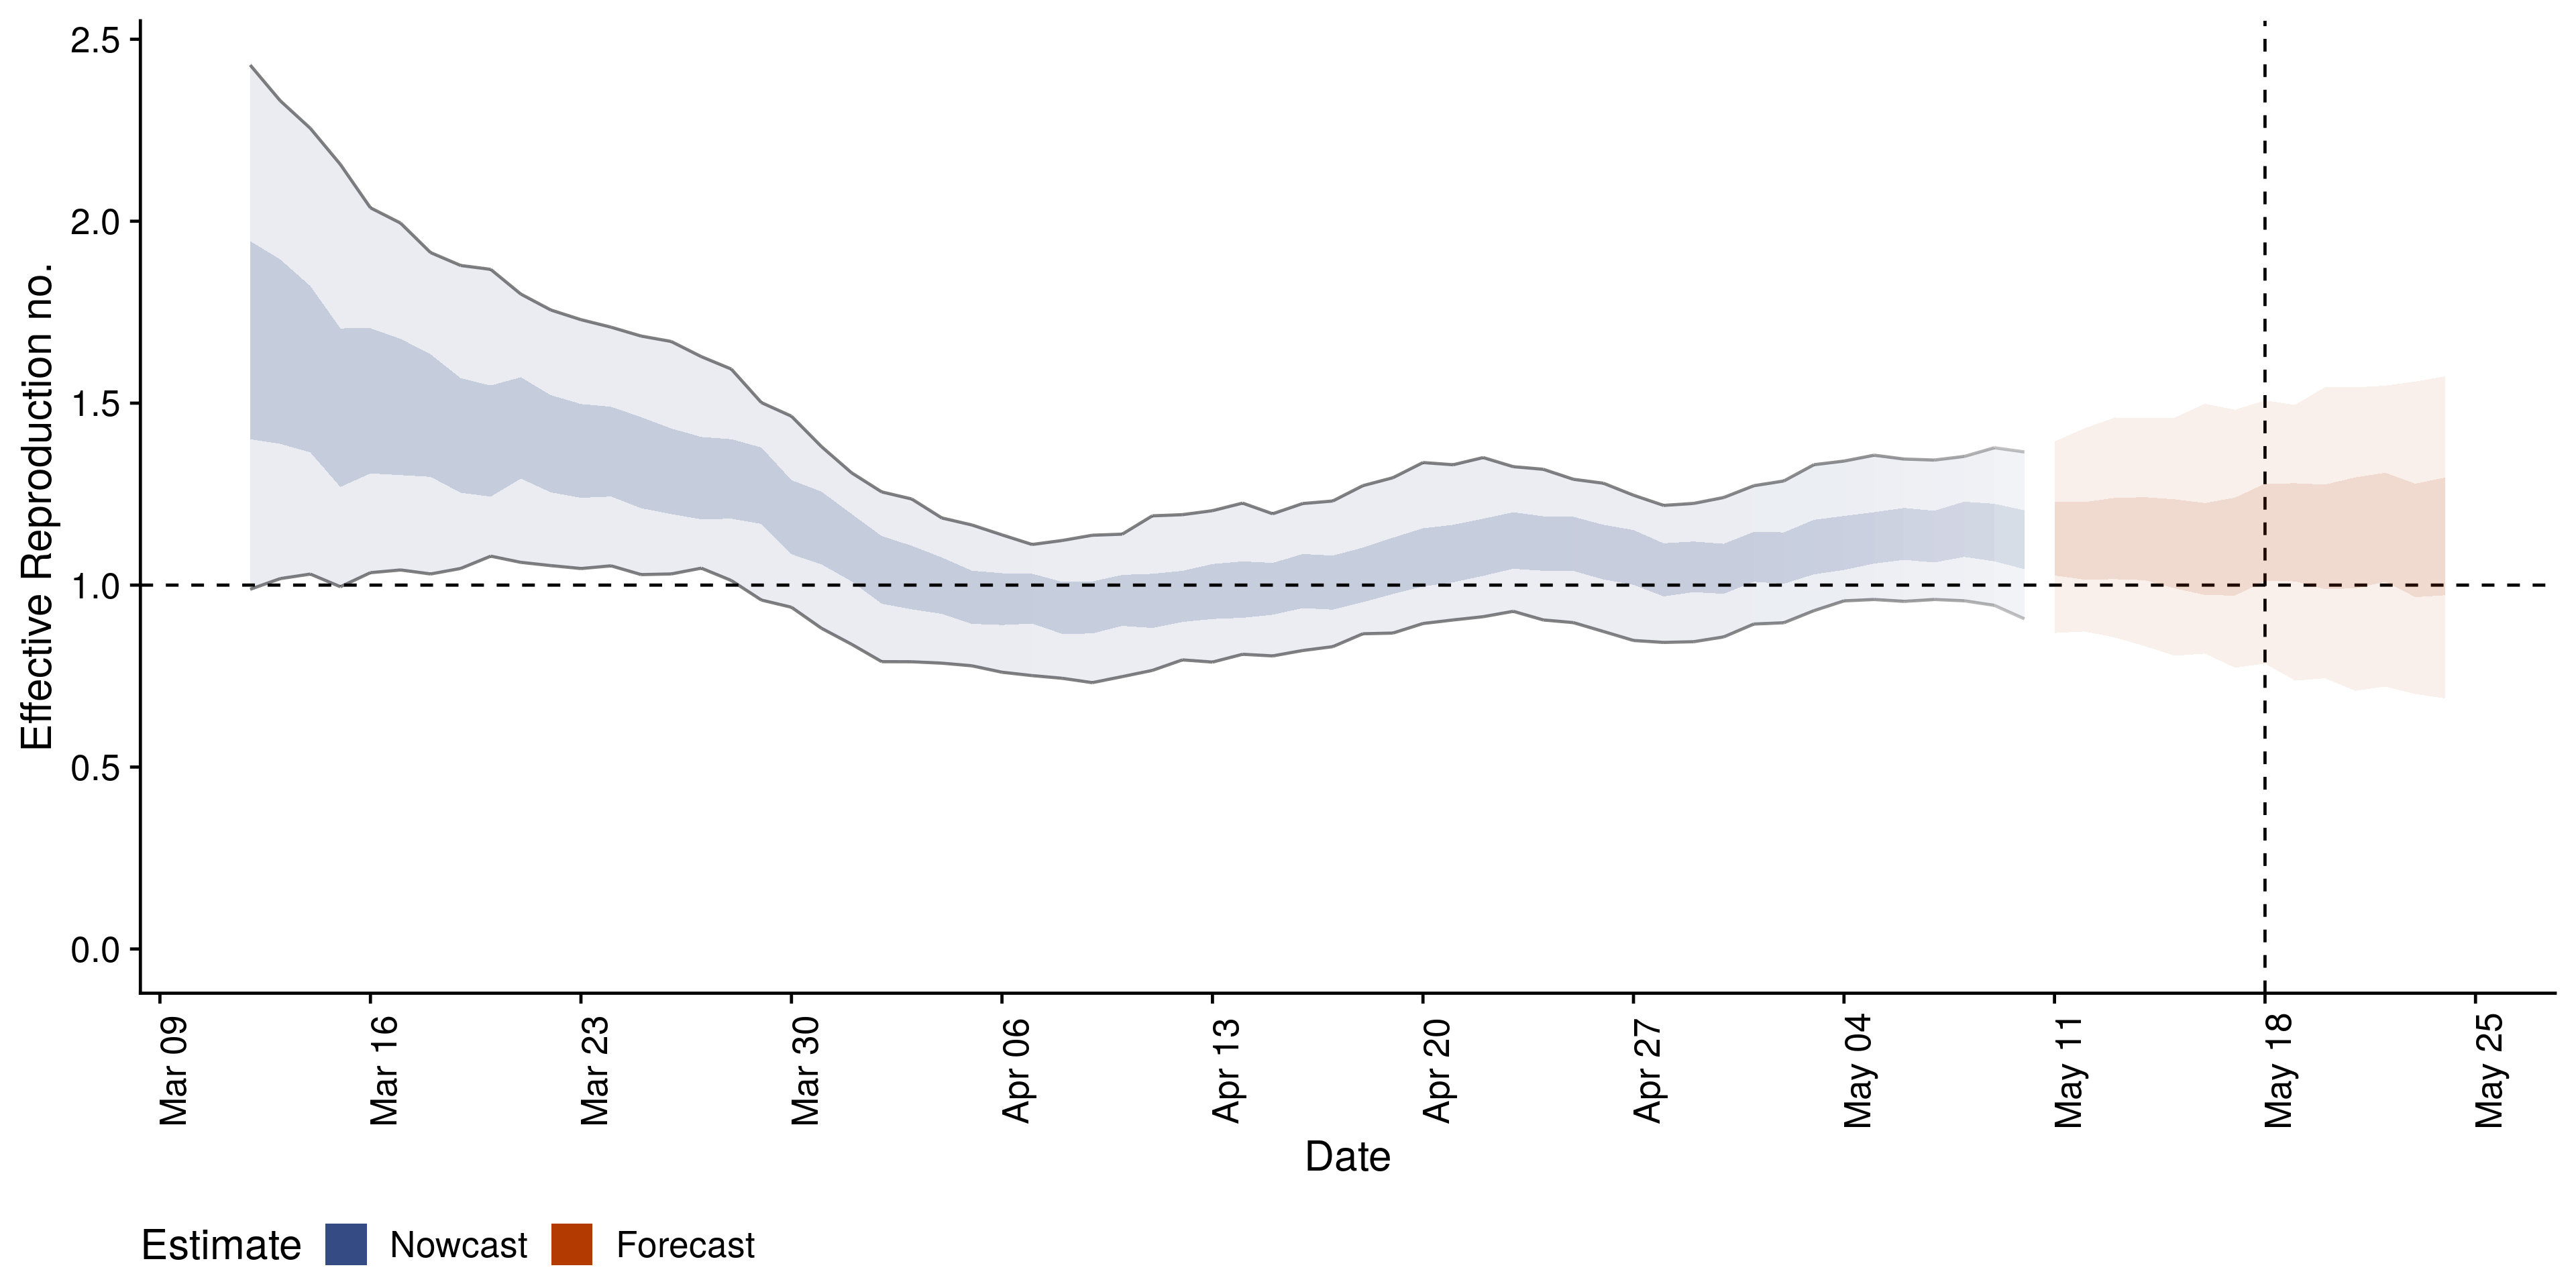 Effective Reproduction no.
2.5
2.0
1.5
1.0
0.5
0.0
Mar 09
Mar 16
Mar 23
Mar 30
Apr 06
Apr 13
Apr 20
Apr 27
May 04
May 11
May 18
May 25
Date
Estimate Nowcast Forecast